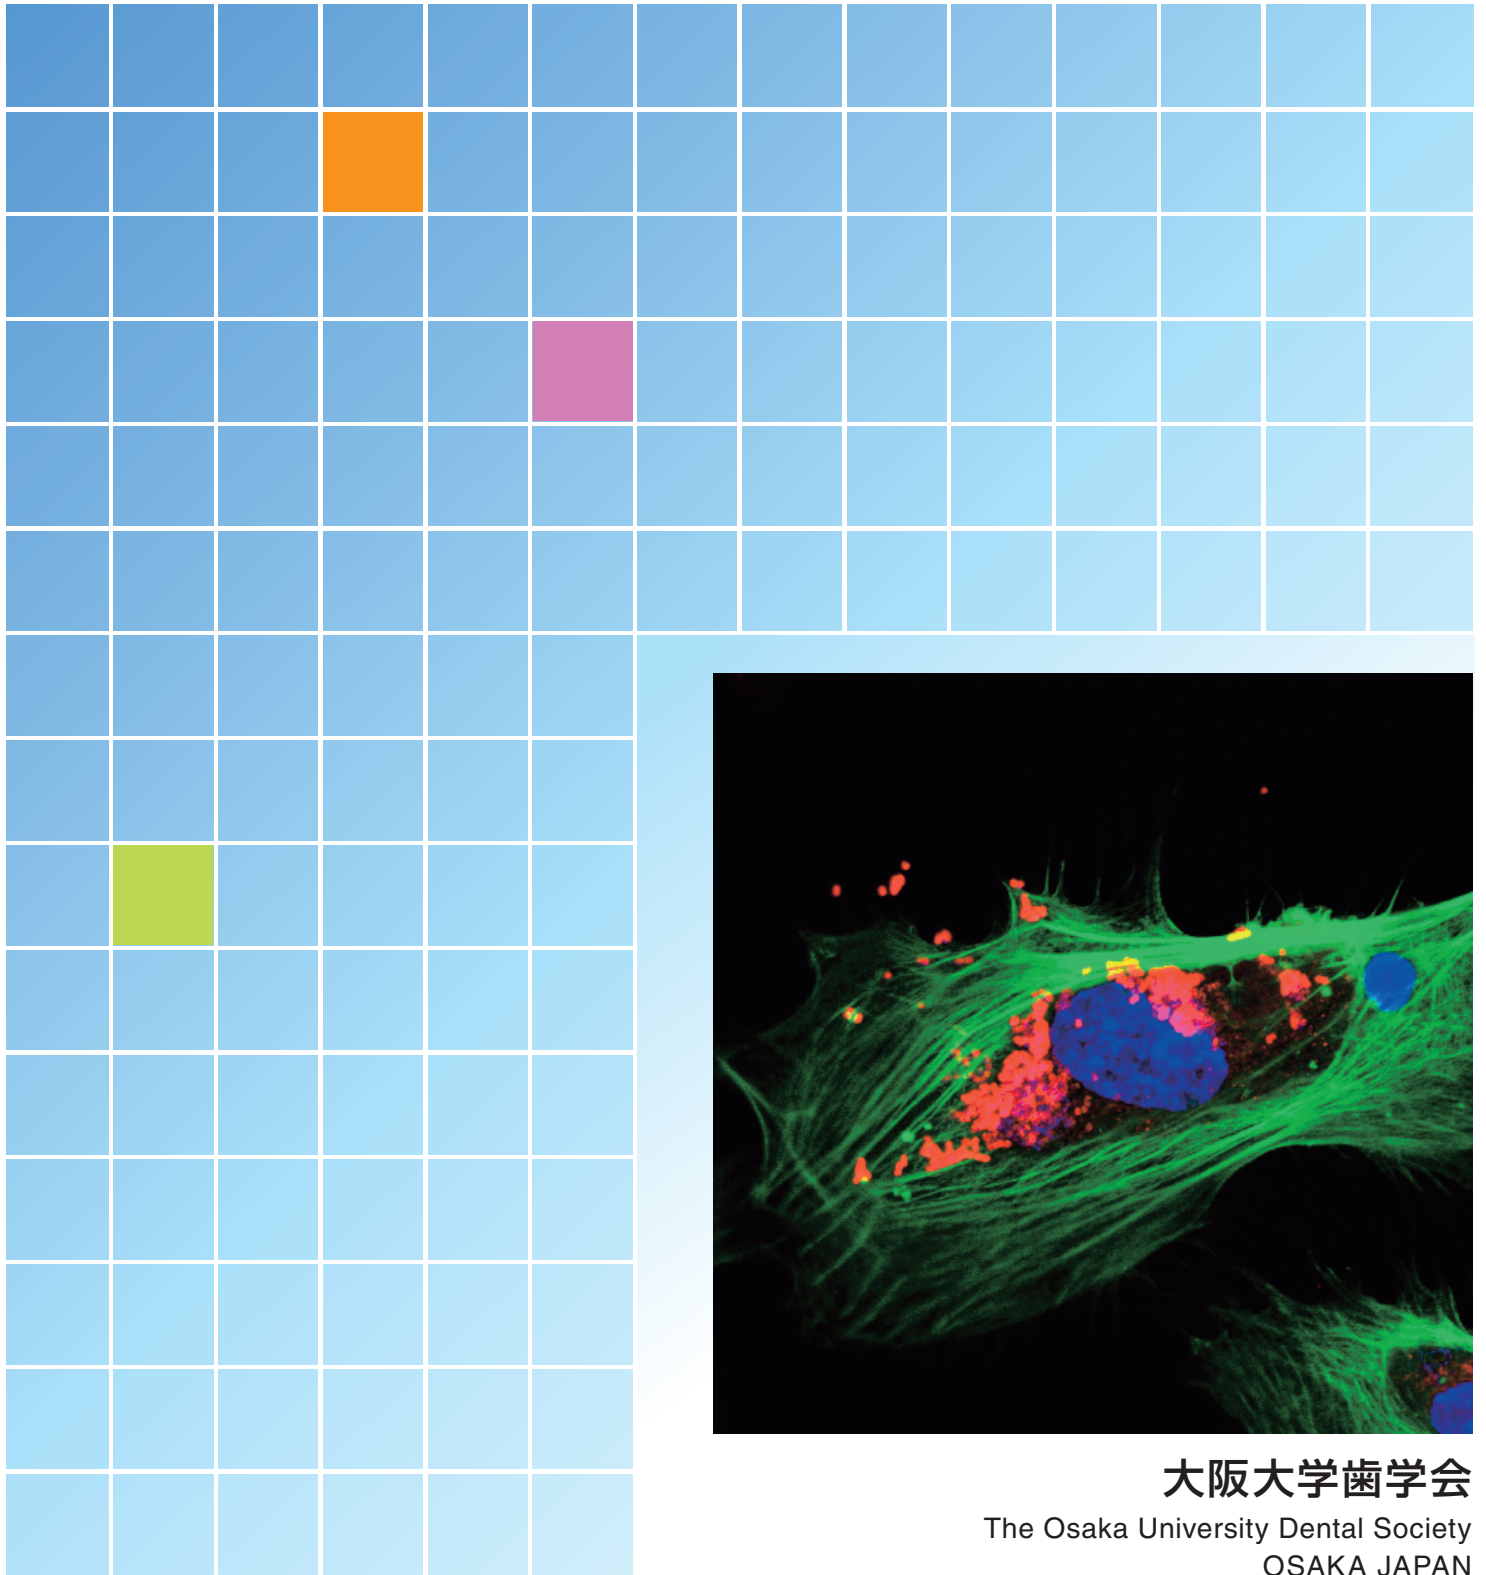 大阪大学歯学会
The Osaka University Dental Society
OSAKA JAPAN